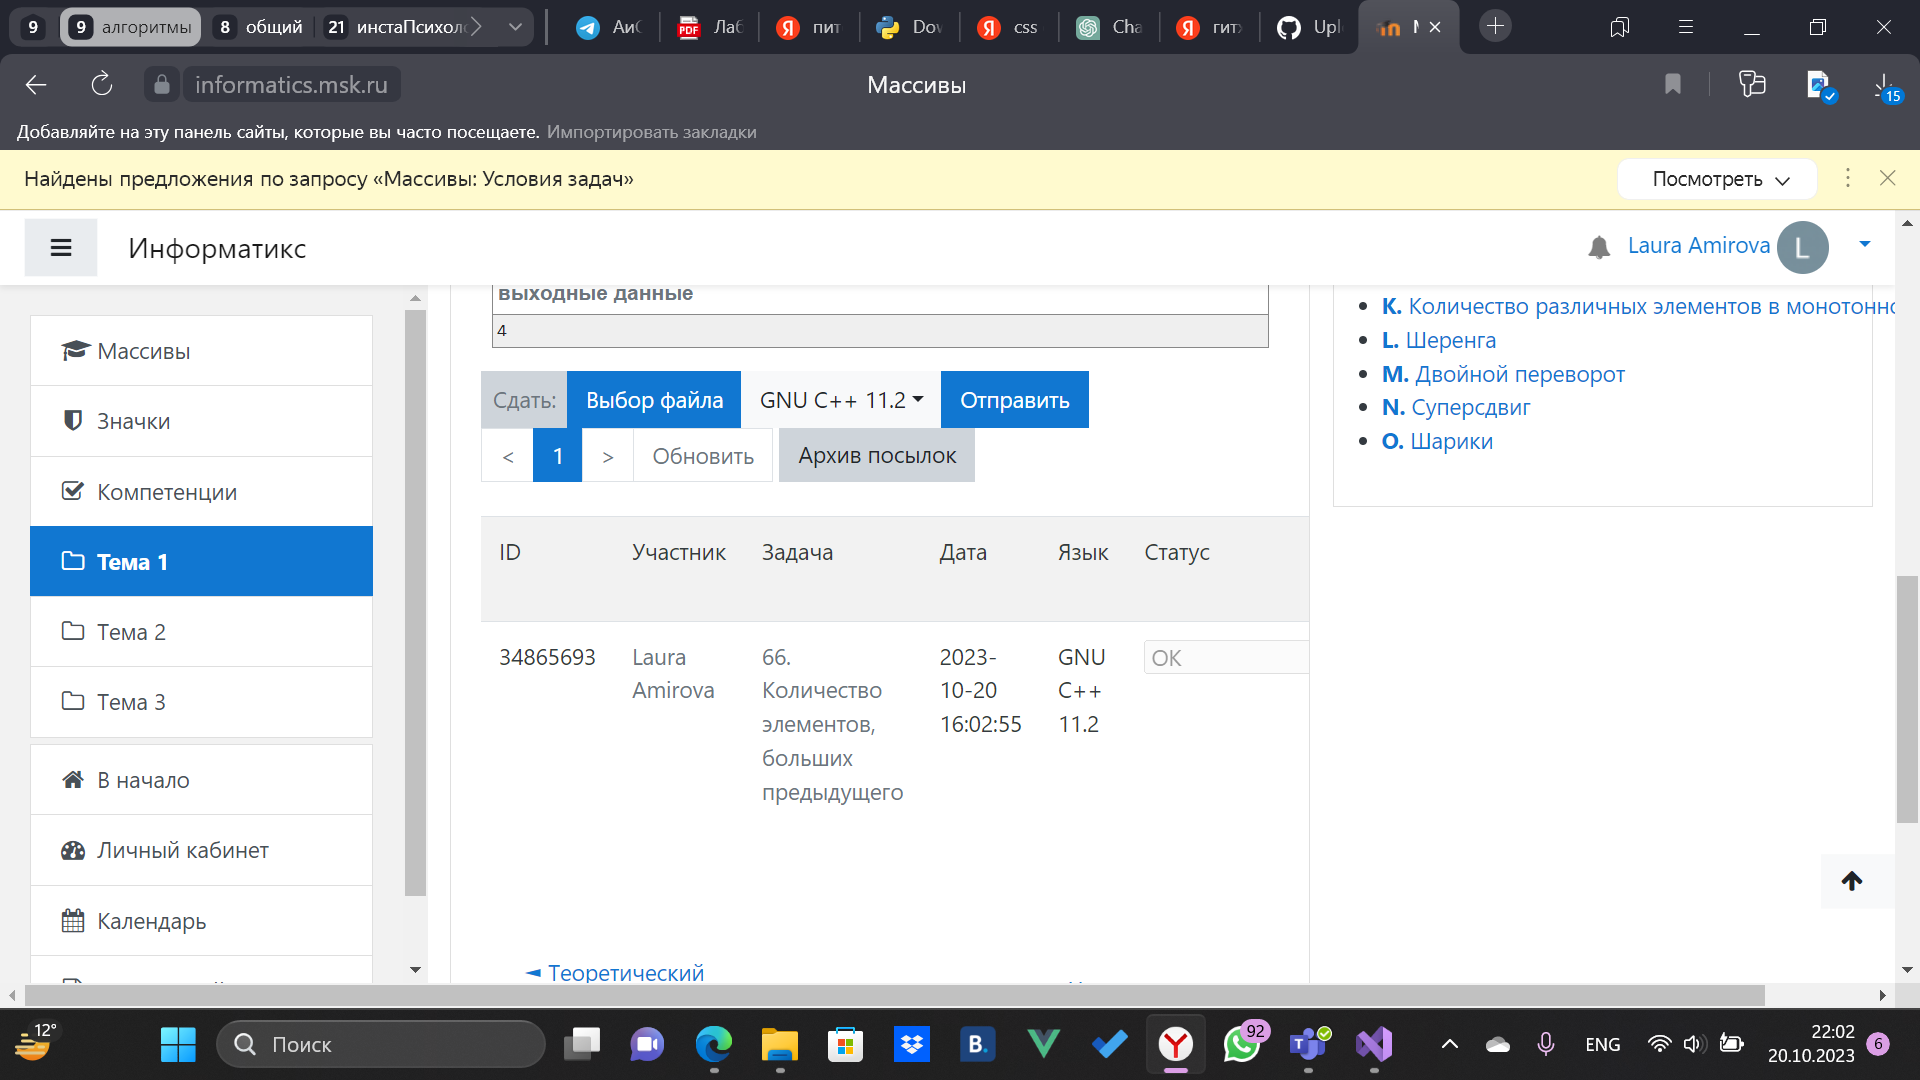 9
9 алгоритмы
8 общий
21 инстаПсихол
АиС
PDF Лаб
Я пит
Dov
Я css
Cha
Я гит
Upl
informatics.msk.ru
Массивы
15
Добавляйте на эту панель сайты, которые вы часто посещаете. Импортировать закладки
Найдены предложения по запросу «Массивы: Условия задач»
Посмотреть
Информатикс
Laura Amirova
L
Массивы
Значки
Компетенции
Тема 1
Тема 2
Тема 3
В начало
Личный кабинет
Календарь
выходные данные
4
Сдать: Выбор файла GNU C++ 11.2 Отправить
< 1 > Обновить Архив посылок
ID Участник Задача Дата Язык Статус
34865693 Laura 66. 2023- GNU OK
Amirova Количество 10-20 C++
элементов, 16:02:55 11.2
больших
предыдущего
◄ Теоретический
K. Количество различных элементов в монотонно
L. Шеренга
M. Двойной переворот
N. Суперсдвиг
O. Шарики
12°
Поиск
B.
92
ENG
22:02
20.10.2023
6